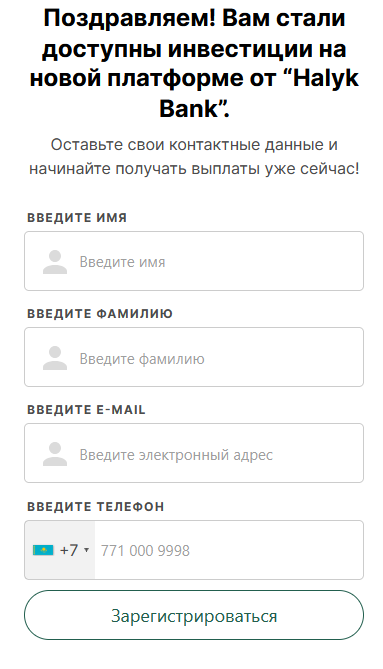 Поздравляем! Вам стали
доступны инвестиции на
новой платформе от “Halyk
Bank”.
Оставьте свои контактные данные и
начинайте получать выплаты уже сейчас!
ВВЕДИТЕ ИМЯ
Введите имя
ВВЕДИТЕ ФАМИЛИЮ
Введите фамилию
ВВЕДИТЕ E-MAIL
Введите электронный адрес
ВВЕДИТЕ ТЕЛЕФОН
+7 771 000 9998
Зарегистрироваться